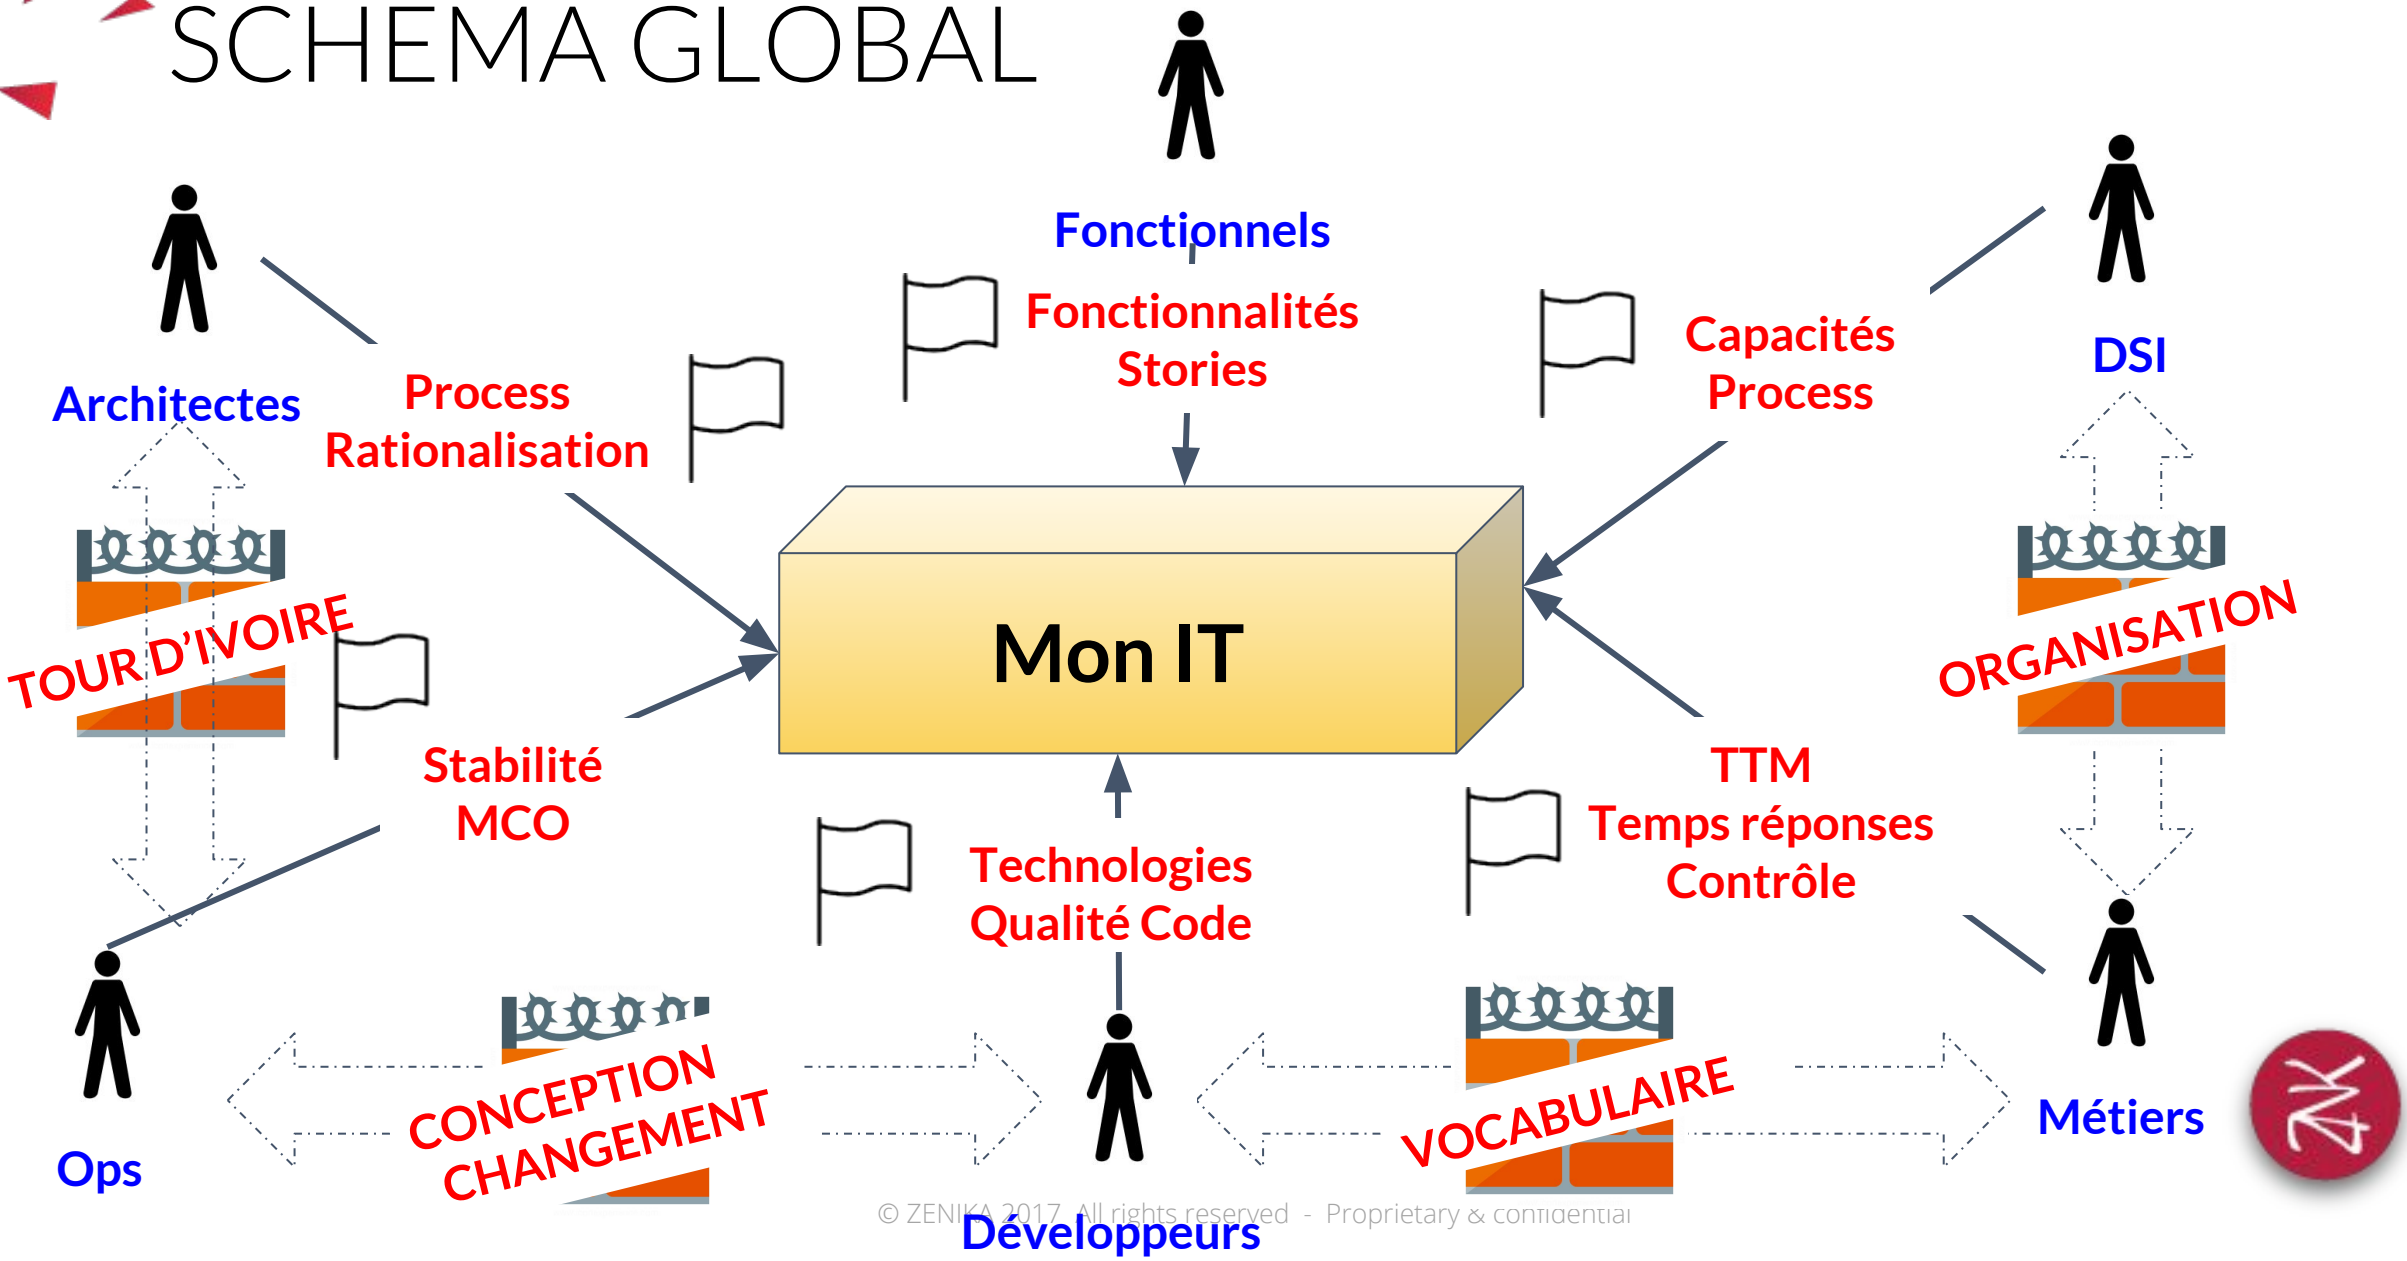 SCHEMA GLOBAL
Fonctionnels
Fonctionnalités
Stories
Capacités
Process
DSI
Architectes
Process
Rationalisation
Mon IT
TOUR D'IVOIRE
ORGANISATION
Stabilité
MCO
TTM
Temps réponses
Contrôle
Technologies
Qualité Code
CONCEPTION
CHANGEMENT
VOCABULAIRE
Métiers
Ops
© ZENIKA 2017 All rights reserved - Proprietary & confidential
Développeurs